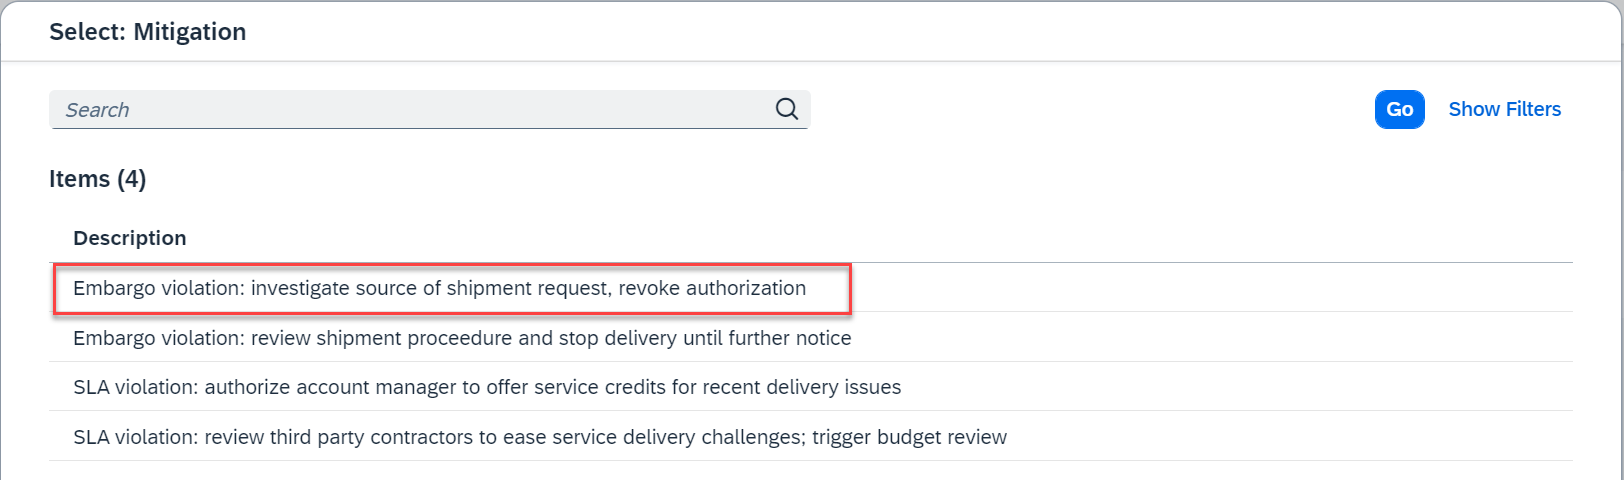 Select: Mitigation
Search
Go Show Filters
Items (4)
Description
Embargo violation: investigate source of shipment request, revoke authorization
Embargo violation: review shipment proceedure and stop delivery until further notice
SLA violation: authorize account manager to offer service credits for recent delivery issues
SLA violation: review third party contractors to ease service delivery challenges; trigger budget review